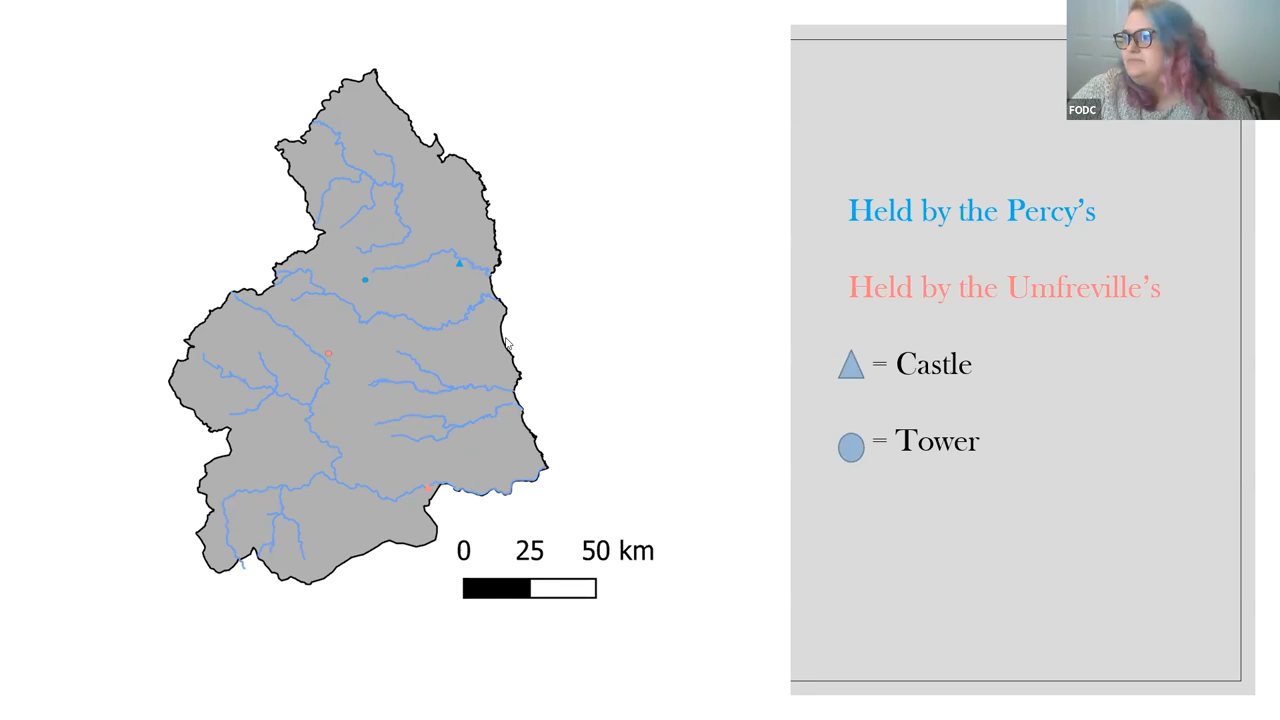 FODC
Held by the Percy’s
Held by the Umfreville’s
= Castle
= Tower
0 25 50 km